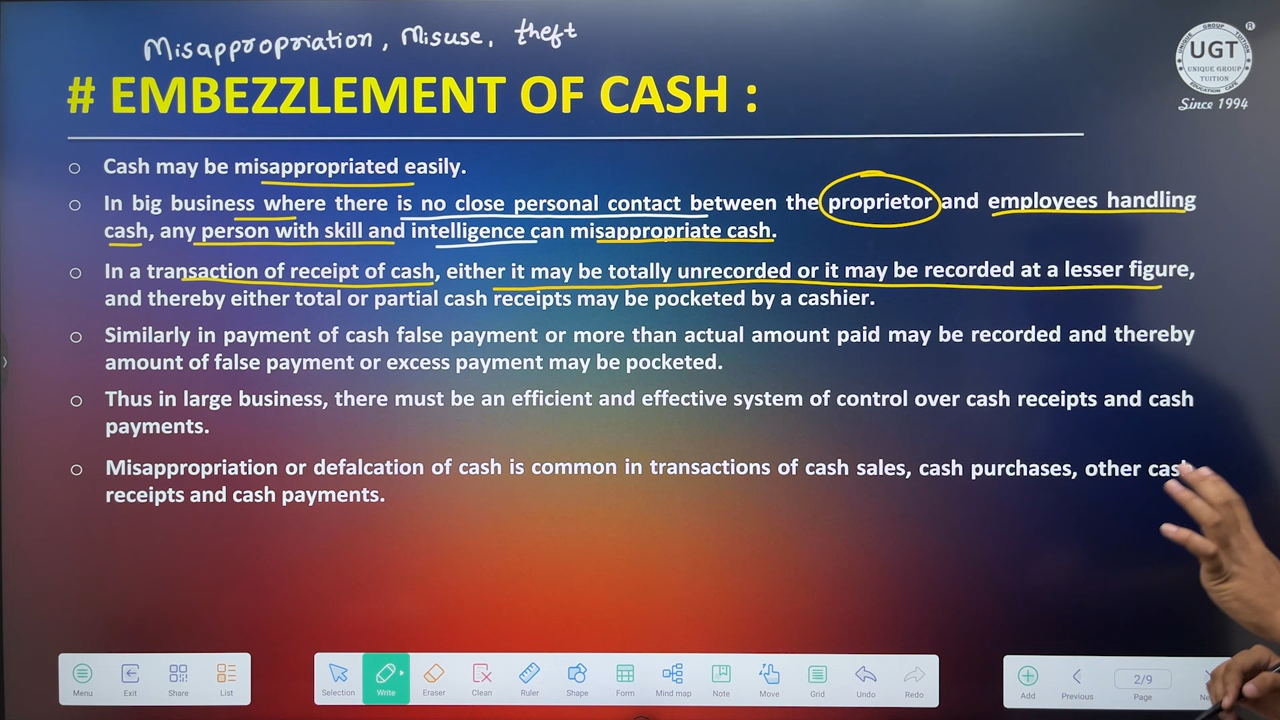 Misappropriation, Misuse, theft
# EMBEZZLEMENT OF CASH :
UNIQUE GROUP TUITION
UGT
®
UNIQUE GROUP
TUITION
EDUCATION CAFE
Since 1994
o Cash may be misappropriated easily.
o In big business where there is no close personal contact between the proprietor and employees handling
cash, any person with skill and intelligence can misappropriate cash.
o In a transaction of receipt of cash, either it may be totally unrecorded or it may be recorded at a lesser figure,
and thereby either total or partial cash receipts may be pocketed by a cashier.
o Similarly in payment of cash false payment or more than actual amount paid may be recorded and thereby
amount of false payment or excess payment may be pocketed.
o Thus in large business, there must be an efficient and effective system of control over cash receipts and cash
payments.
o Misappropriation or defalcation of cash is common in transactions of cash sales, cash purchases, other cash
receipts and cash payments.
Menu Exit Share List Selection Write Eraser Clean Ruler Shape Form Mind map Note Move Grid Undo Redo Add Previous Page
2/9